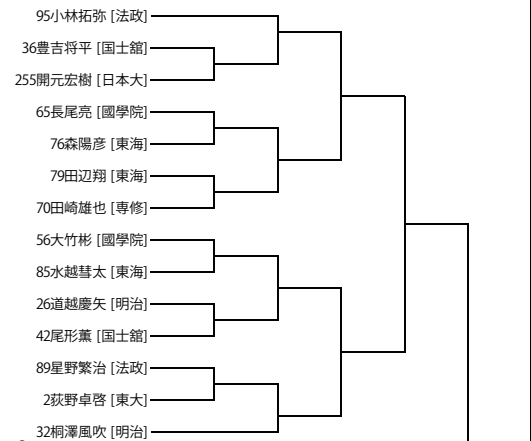 95小林拓弥 [法政]
36豊吉将平 [国士舘]
255開元宏樹 [日本大]
65長尾亮 [國學院]
76森陽彦 [東海]
79田辺翔 [東海]
70田崎雄也 [専修]
56大竹彬 [國學院]
85水越彗太 [東海]
26道越慶矢 [明治]
42尾形薫 [国士舘]
89星野繁治 [法政]
2荻野卓啓 [東大]
32桐澤風吹 [明治]